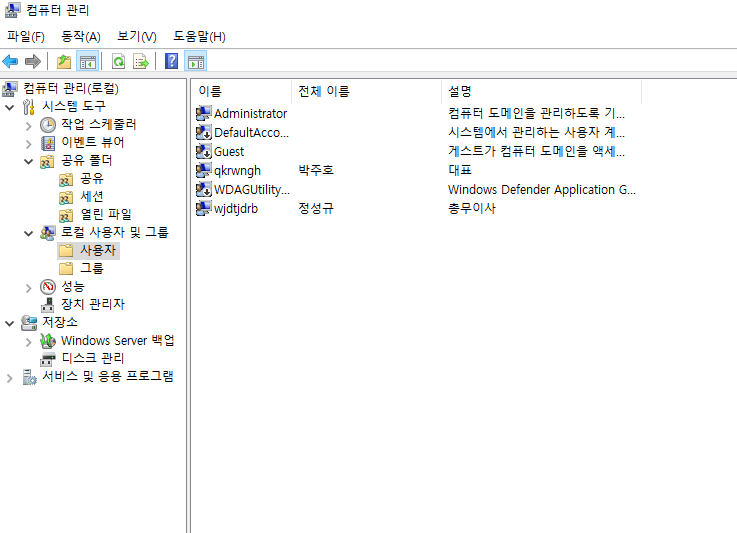 컴퓨터 관리
파일(F) 동작(A) 보기(V) 도움말(H)
컴퓨터 관리(로컬)
시스템 도구
작업 스케줄러
이벤트 뷰어
공유 폴더
공유
세션
열린 파일
로컬 사용자 및 그룹
사용자
그룹
성능
장치 관리자
저장소
Windows Server 백업
디스크 관리
서비스 및 응용 프로그램
이름 전체 이름 설명
Administrator 컴퓨터 도메인을 관리하도록 기...
DefaultAcco... 시스템에서 관리하는 사용자 계...
Guest 게스트가 컴퓨터 도메인을 액세...
qkrwngh 박주호 대표
WDAGUtility... Windows Defender Application G...
wjdtjdrb 정성규 총무이사